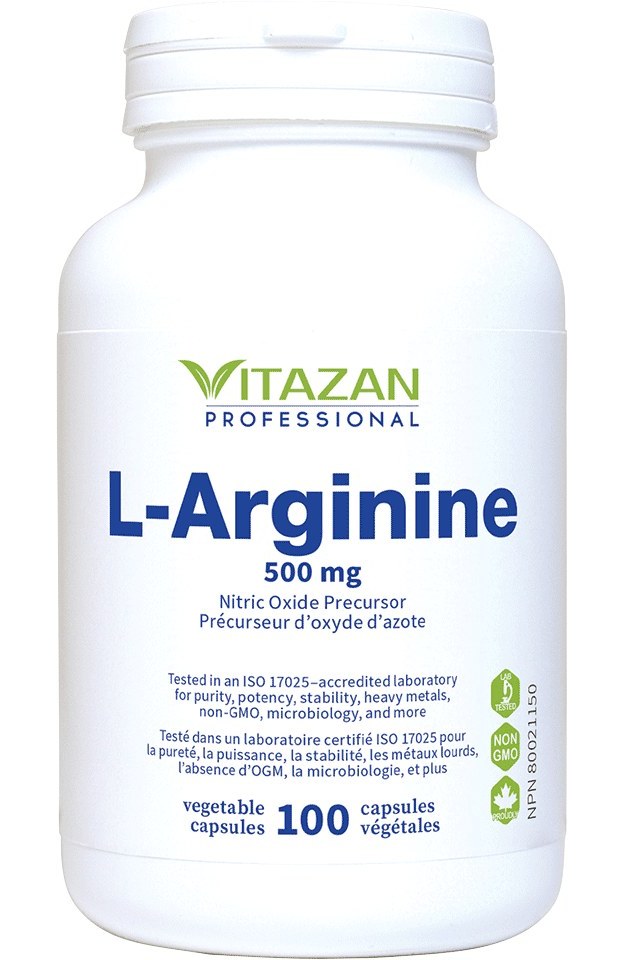 VITAZAN
PROFESSIONAL
L-Arginine
500 mg
Nitric Oxide Precursor
Précurseur d’oxyde d’azote
Tested in an ISO 17025–accredited laboratory
for purity, potency, stability, heavy metals,
non-GMO, microbiology, and more
Testé dans un laboratoire certifié ISO 17025 pour
la pureté, la puissance, la stabilité, les métaux lourds,
l’absence d’OGM, la microbiologie, et plus
vegetable capsules 100 capsules végétales
LAB
TESTED
NON
GMO
PROUDLY
NPN 80021150